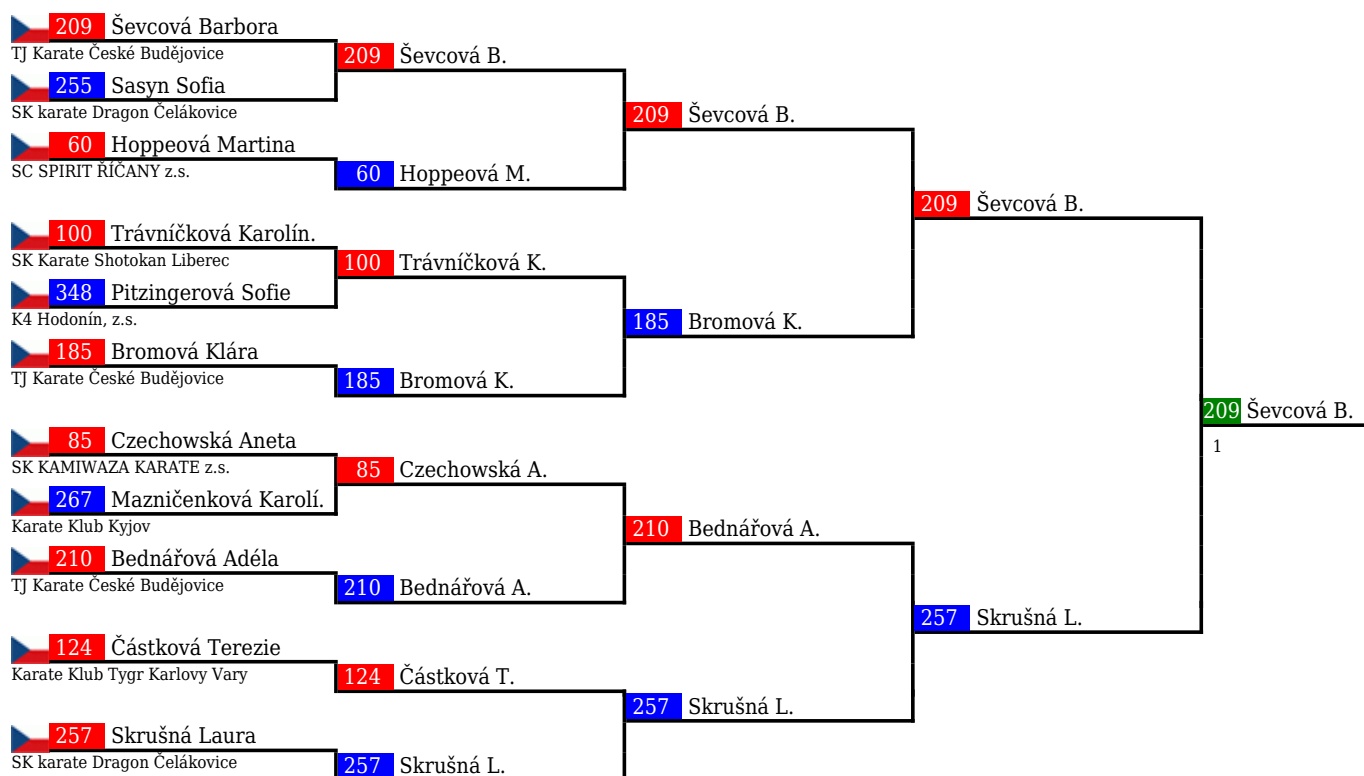 209 Ševcová Barbora
TJ Karate České Budějovice
255 Sasyn Sofia
SK karate Dragon Čelákovice
60 Hoppeová Martina
SC SPIRIT ŘÍČANY z.s.
100 Trávníčková Karolín.
SK Karate Shotokan Liberec
348 Pitzingerová Sofie
K4 Hodonín, z.s.
185 Bromová Klára
TJ Karate České Budějovice
85 Czechowská Aneta
SK KAMIWAZA KARATE z.s.
267 Mazničenková Karolí.
Karate Klub Kyjov
210 Bednářová Adéla
TJ Karate České Budějovice
124 Částková Terezie
Karate Klub Tygr Karlovy Vary
257 Skrušná Laura
SK karate Dragon Čelákovice
209 Ševcová B.
60 Hoppeová M.
100 Trávníčková K.
185 Bromová K.
85 Czechowská A.
210 Bednářová A.
124 Částková T.
257 Skrušná L.
209 Ševcová B.
185 Bromová K.
210 Bednářová A.
257 Skrušná L.
209 Ševcová B.
257 Skrušná L.
209 Ševcová B.
1